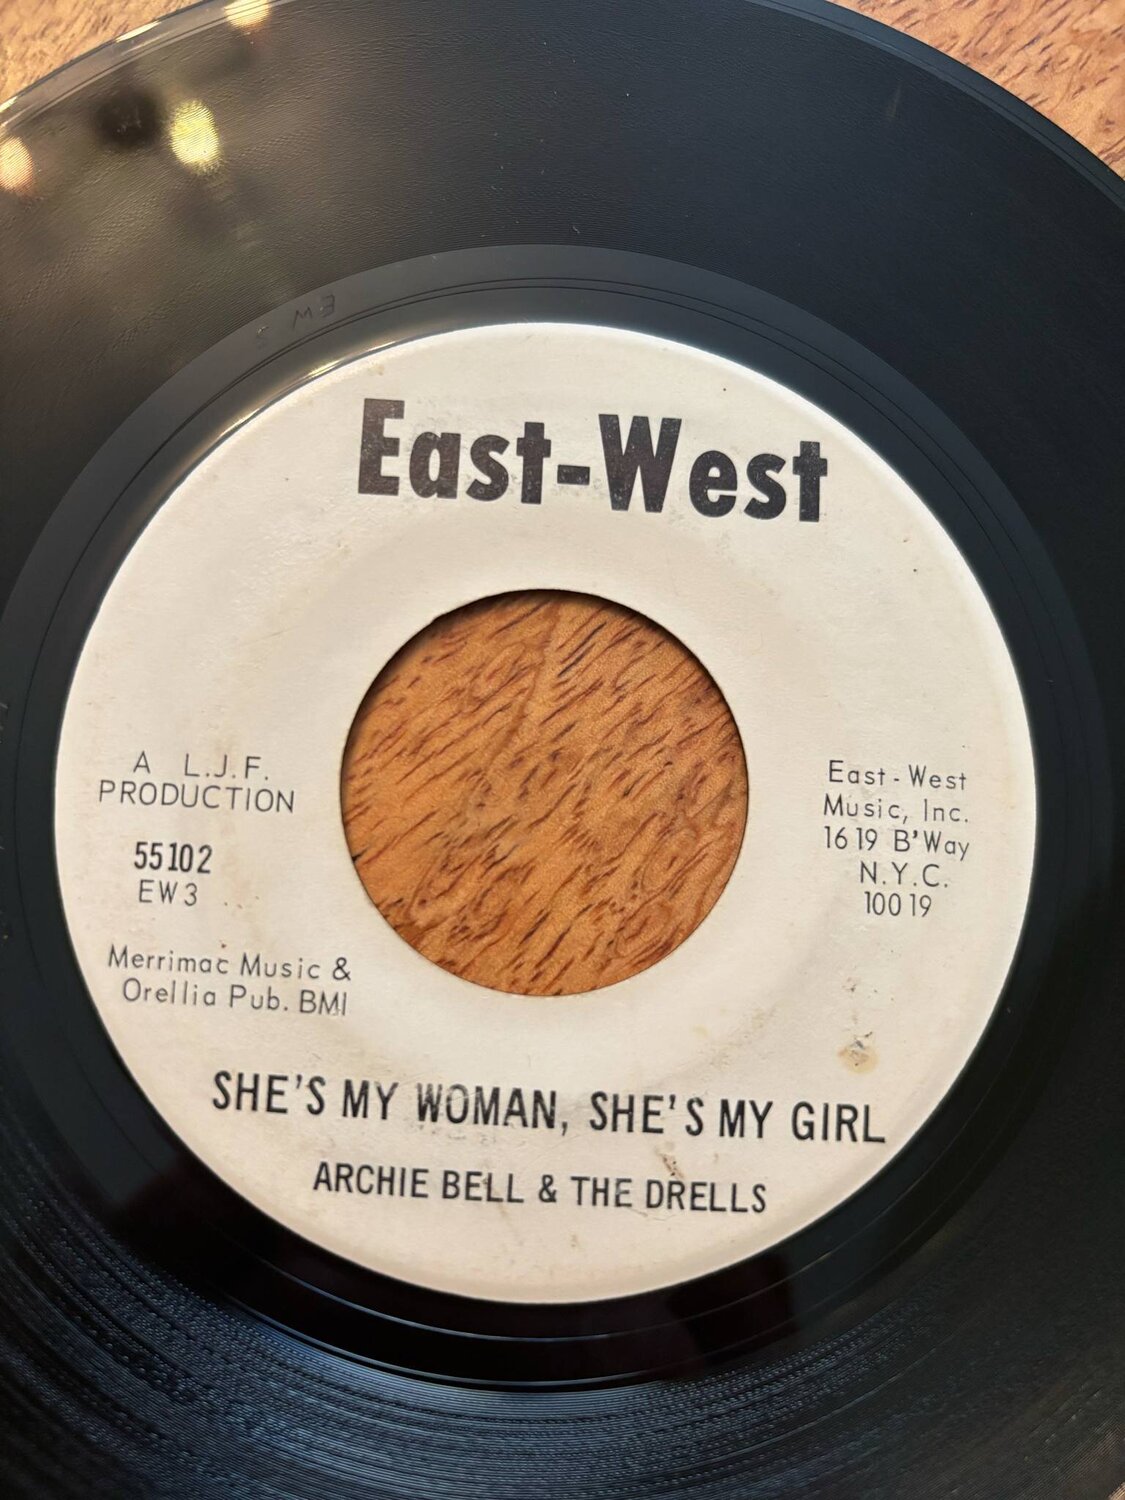 East-West
A L.J.F.
PRODUCTION
55102
EW3
Merrimac Music &
Orellia Pub. BMI
East-West
Music, Inc.
1619 B'Way
N.Y.C.
10019
SHE'S MY WOMAN, SHE'S MY GIRL
ARCHIE BELL & THE DRELLS